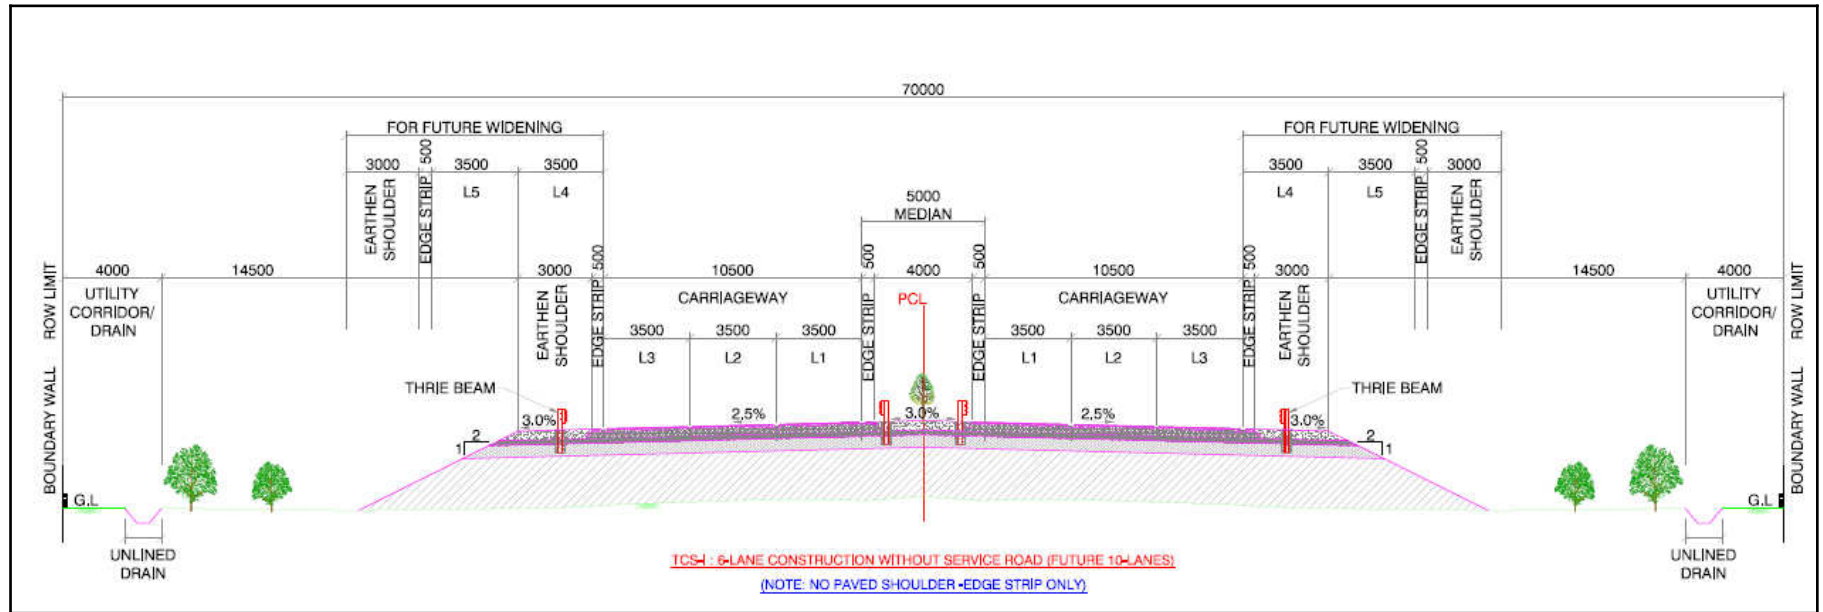 70000
FOR FUTURE WIDENING
FOR FUTURE WIDENING
3000
500
3500
3500
3500
3500
500
3000
EARTHEN
SHOULDER
EDGE STRIP
L5
L4
L4
L5
EDGE STRIP
EARTHEN
SHOULDER
5000
MEDIAN
ROW LIMIT
4000
14500
3000
500
10500
500
4000
500
10500
500
3000
14500
4000
ROW LIMIT
UTILITY
CORRIDOR/
DRAIN
EARTHEN
SHOULDER
EDGE STRIP
CARRIAGEWAY
EDGE STRIP
PCL
EDGE STRIP
CARRIAGEWAY
EDGE STRIP
EARTHEN
SHOULDER
UTILITY
CORRIDOR/
DRAIN
3500
3500
3500
3500
3500
3500
L3
L2
L1
L1
L2
L3
BOUNDARY WALL
THRIE BEAM
THRIE BEAM
BOUNDARY WALL
3.0%
2.5%
3.0%
2.5%
3.0%
2
1
2
1
G.L
G.L
UNLINED
DRAIN
UNLINED
DRAIN
TCS-I : 6-LANE CONSTRUCTION WITHOUT SERVICE ROAD (FUTURE 10-LANES)
(NOTE: NO PAVED SHOULDER -EDGE STRIP ONLY)